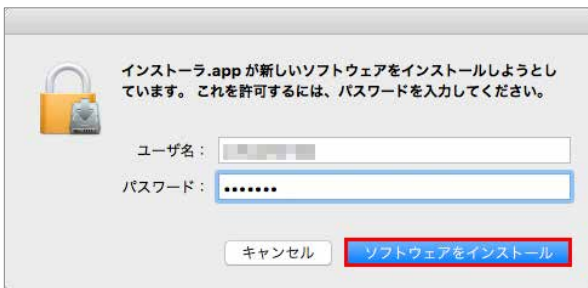 インストーラ.app が新しいソフトウェアをインストールしようとし
ています。 これを許可するには、パスワードを入力してください。
ユーザ名：
パスワード： •••••••
キャンセル ソフトウェアをインストール